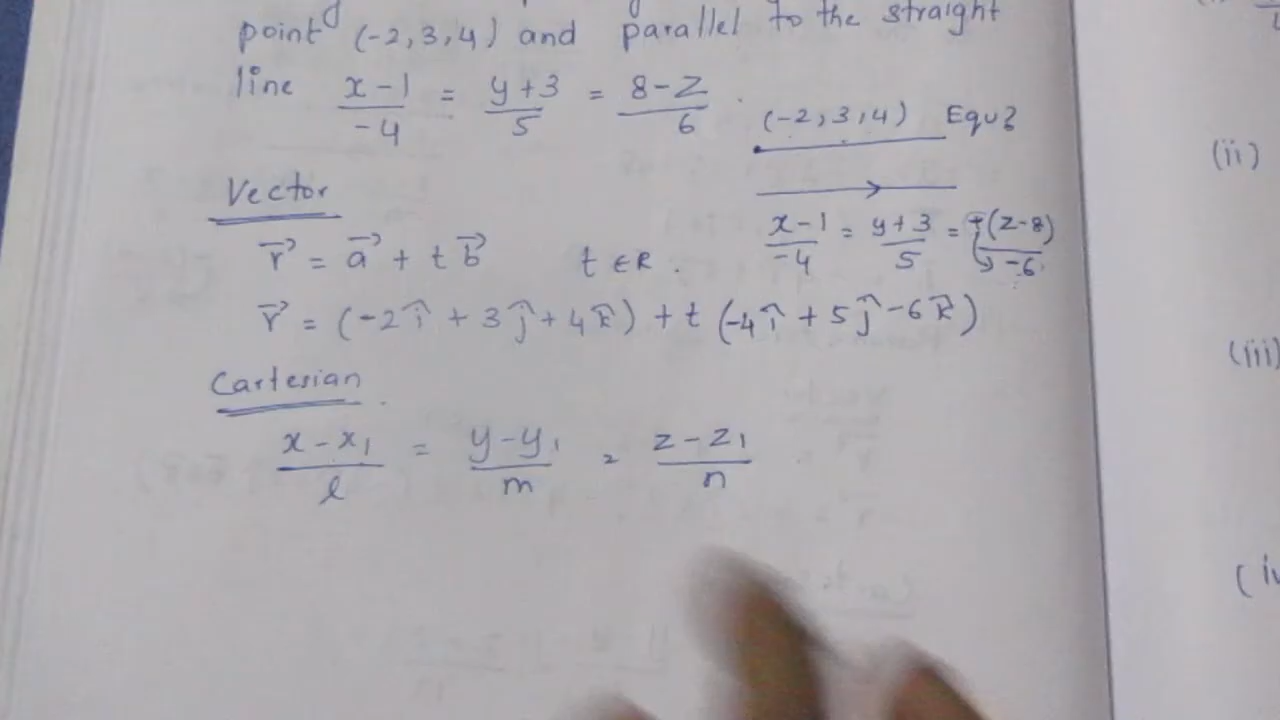 point (-2,3,4) and parallel to the straight
line x-1/-4 = y+3/5 = 8-z/6
(-2,3,4) Equ?
Vector
x-1/-4 = y+3/5 = +(z-8)/-6
r⃗ = a⃗ + t b⃗ t ∈ R.
r⃗ = (-2î + 3ĵ + 4k⃗) + t (-4î + 5ĵ - 6k⃗)
Cartesian
x-x₁/l = y-y₁/m = z-z₁/n
(ii)
(iii)